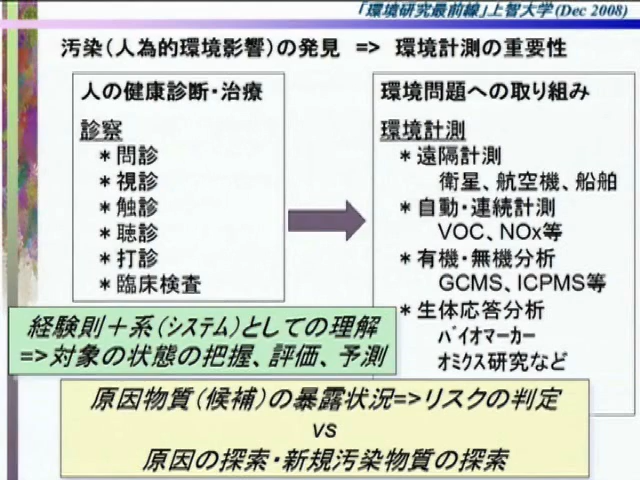 「環境研究最前線」上智大学(Dec 2008)
汚染(人為的環境影響)の発見 => 環境計測の重要性
人の健康診断・治療
診察
*問診
*視診
*触診
*聴診
*打診
*臨床検査
環境問題への取り組み
環境計測
*遠隔計測
衛星、航空機、船舶
*自動・連続計測
VOC、NOx等
*有機・無機分析
GCMS、ICPMS等
*生体応答分析
バイオマーカー
オミクス研究など
経験則+系(システム)としての理解
=>対象の状態の把握、評価、予測
原因物質(候補)の暴露状況=>リスクの判定
vs
原因の探索・新規汚染物質の探索